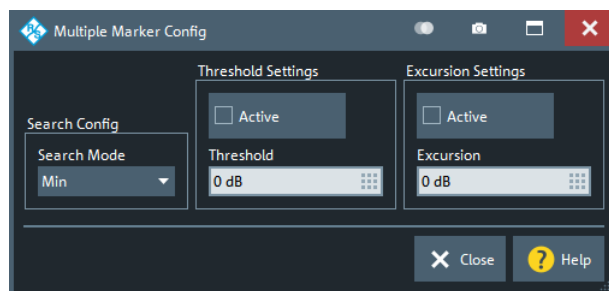 Multiple Marker Config
Threshold Settings
Excursion Settings
Active
Active
Search Config
Search Mode
Threshold
Excursion
Min
0 dB
0 dB
Close
Help